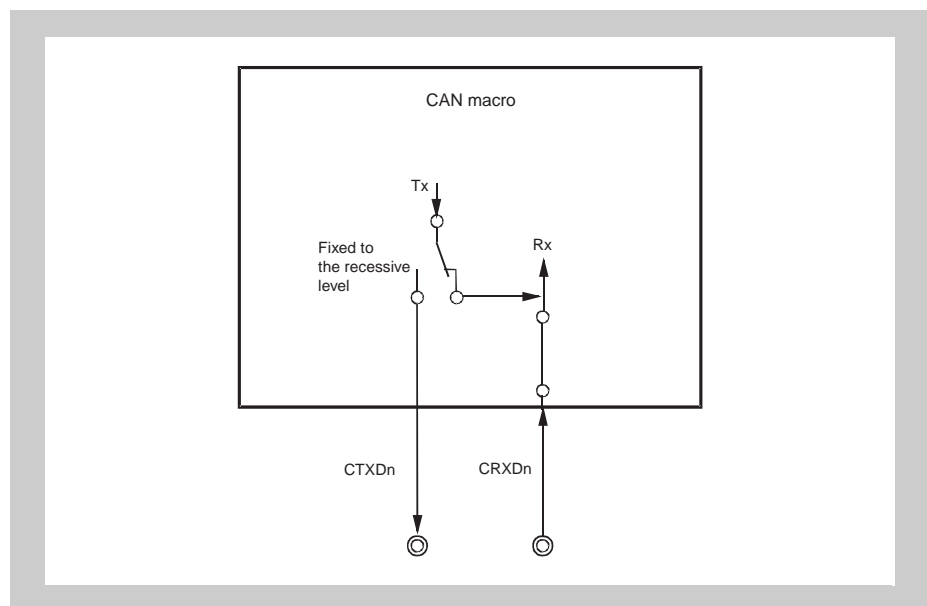 CAN macro
Tx
Fixed to
the recessive
level
Rx
CTXDn
CRXDn